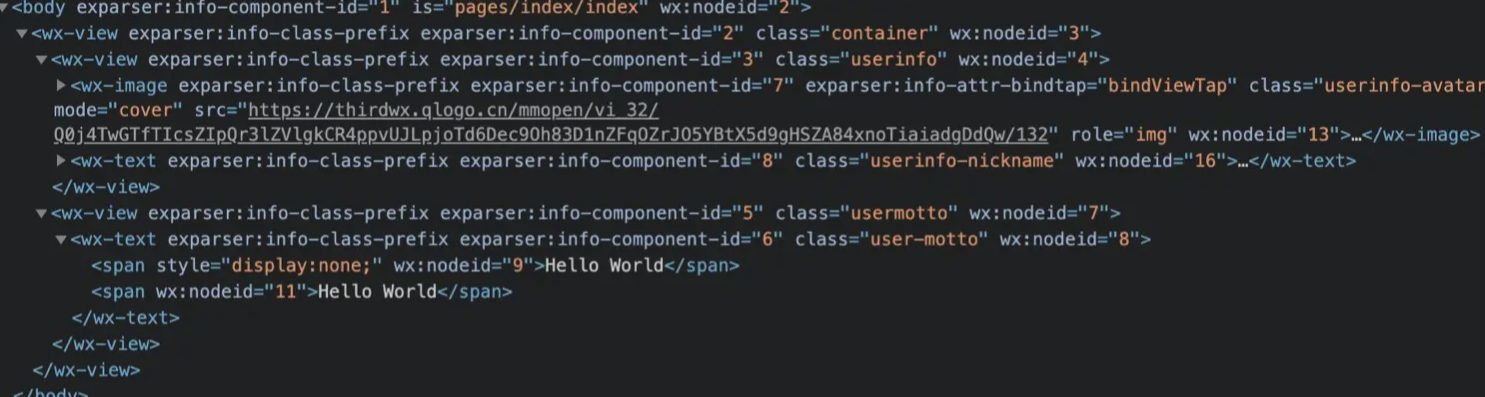 <body exparser:info-component-id="1" is="pages/index/index" wx:nodeid="2">
<wx-view exparser:info-class-prefix exparser:info-component-id="2" class="container" wx:nodeid="3">
<wx-view exparser:info-class-prefix exparser:info-component-id="3" class="userinfo" wx:nodeid="4">
<wx-image exparser:info-class-prefix exparser:info-component-id="7" exparser:info-attr-bindtap="bindViewTap" class="userinfo-avatar
mode="cover" src="https://thirdwx.qlogo.cn/mmopen/vi_32/
Q0j4TwGTfTIcsZIpQr3lZVlgkCR4ppvUJLpjoTd6Dec9Oh83D1nZFqOZrJO5YBtX5d9gHSZA84xnoTiaiadgDdQw/132" role="img" wx:nodeid="13">…</wx-image>
<wx-text exparser:info-class-prefix exparser:info-component-id="8" class="userinfo-nickname" wx:nodeid="16">…</wx-text>
</wx-view>
<wx-view exparser:info-class-prefix exparser:info-component-id="5" class="usermotto" wx:nodeid="7">
<wx-text exparser:info-class-prefix exparser:info-component-id="6" class="user-motto" wx:nodeid="8">
<span style="display:none;" wx:nodeid="9">Hello World</span>
<span wx:nodeid="11">Hello World</span>
</wx-text>
</wx-view>
</wx-view>
</body>